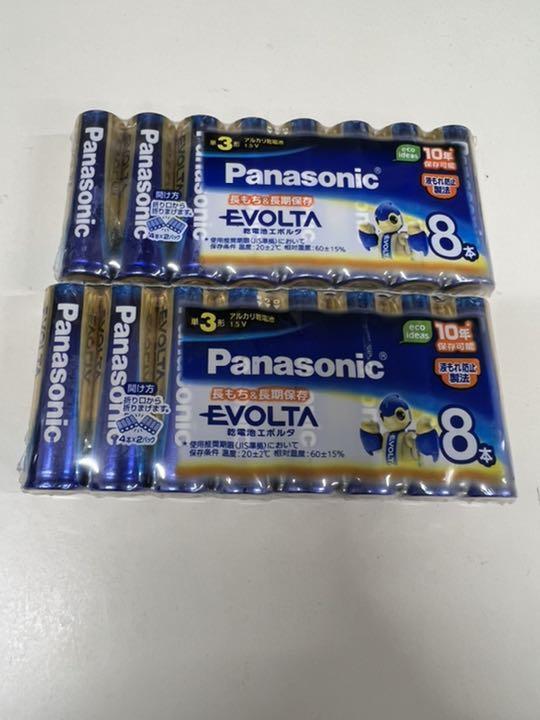 Panasonic
Panasonic
EVOLTA
単3形 アルカリ乾電池
1.5V
Panasonic®
長もち&長期保存
EVOLTA
乾電池エボルタ
*使用推奨期限(JIS準拠)において
保存条件 温度:20±2℃ 相対湿度:60±15%
eco
ideas
10年*
保存可能
液もれ防止
製法
EVOLTA
8本
開け方
折り口から
折りまげます。
4本×2パック
EVOLTA
Panasonic
Panasonic
EVOLTA
単3形 アルカリ乾電池
1.5V
Panasonic®
長もち&長期保存
EVOLTA
乾電池エボルタ
*使用推奨期限(JIS準拠)において
保存条件 温度:20±2℃ 相対湿度:60±15%
eco
ideas
10年*
保存可能
液もれ防止
製法
EVOLTA
8本
開け方
折り口から
折りまげます。
4本×2パック